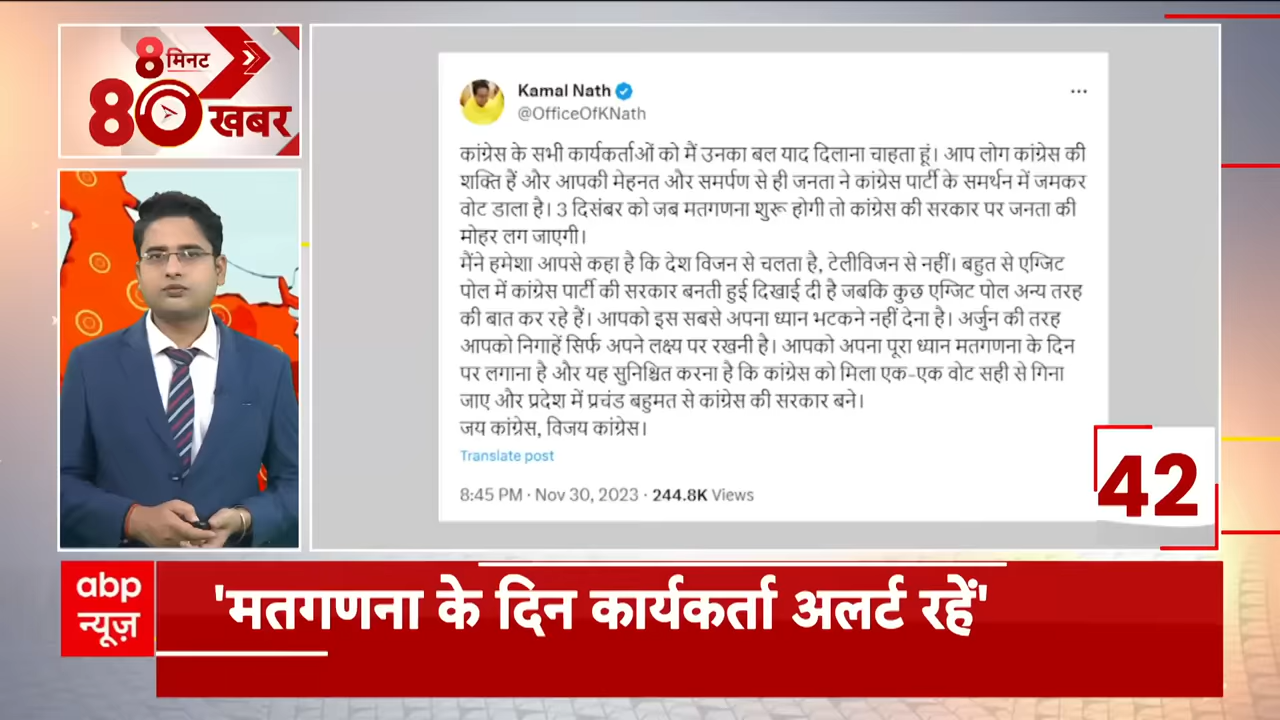 8 मिनट
80 खबर
Kamal Nath
@OfficeOfKNath
कांग्रेस के सभी कार्यकर्ताओं को मैं उनका बल याद दिलाना चाहता हूं। आप लोग कांग्रेस की
शक्ति हैं और आपकी मेहनत और समर्पण से ही जनता ने कांग्रेस पार्टी के समर्थन में जमकर
वोट डाला है। 3 दिसंबर को जब मतगणना शुरू होगी तो कांग्रेस की सरकार पर जनता की
मोहर लग जाएगी।
मैंने हमेशा आपसे कहा है कि देश विजन से चलता है, टेलीविजन से नहीं। बहुत से एग्जिट
पोल में कांग्रेस पार्टी की सरकार बनती हुई दिखाई दी है जबकि कुछ एग्जिट पोल अन्य तरह
की बात कर रहे हैं। आपको इस सबसे अपना ध्यान भटकने नहीं देना है। अर्जुन की तरह
आपको निगाहें सिर्फ अपने लक्ष्य पर रखनी है। आपको अपना पूरा ध्यान मतगणना के दिन
पर लगाना है और यह सुनिश्चित करना है कि कांग्रेस को मिला एक-एक वोट सही से गिना
जाए और प्रदेश में प्रचंड बहुमत से कांग्रेस की सरकार बने।
जय कांग्रेस, विजय कांग्रेस।
Translate post
8:45 PM · Nov 30, 2023 · 244.8K Views
42
abp
न्यूज़
'मतगणना के दिन कार्यकर्ता अलर्ट रहें'